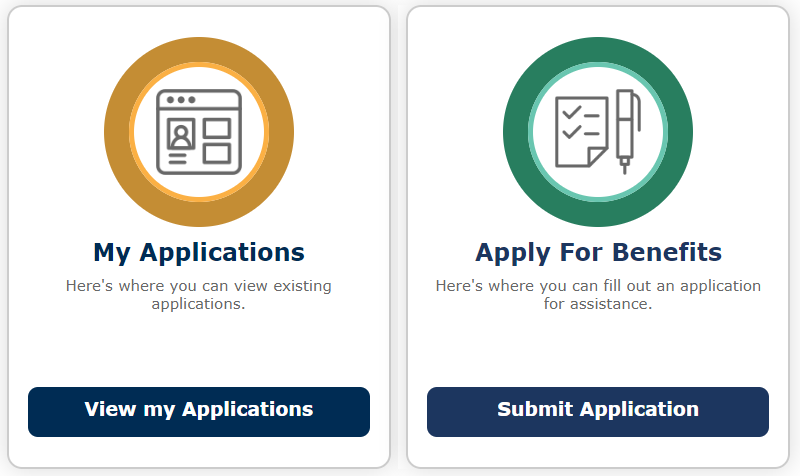 My Applications
Here's where you can view existing
applications.
View my Applications
Apply For Benefits
Here's where you can fill out an application
for assistance.
Submit Application